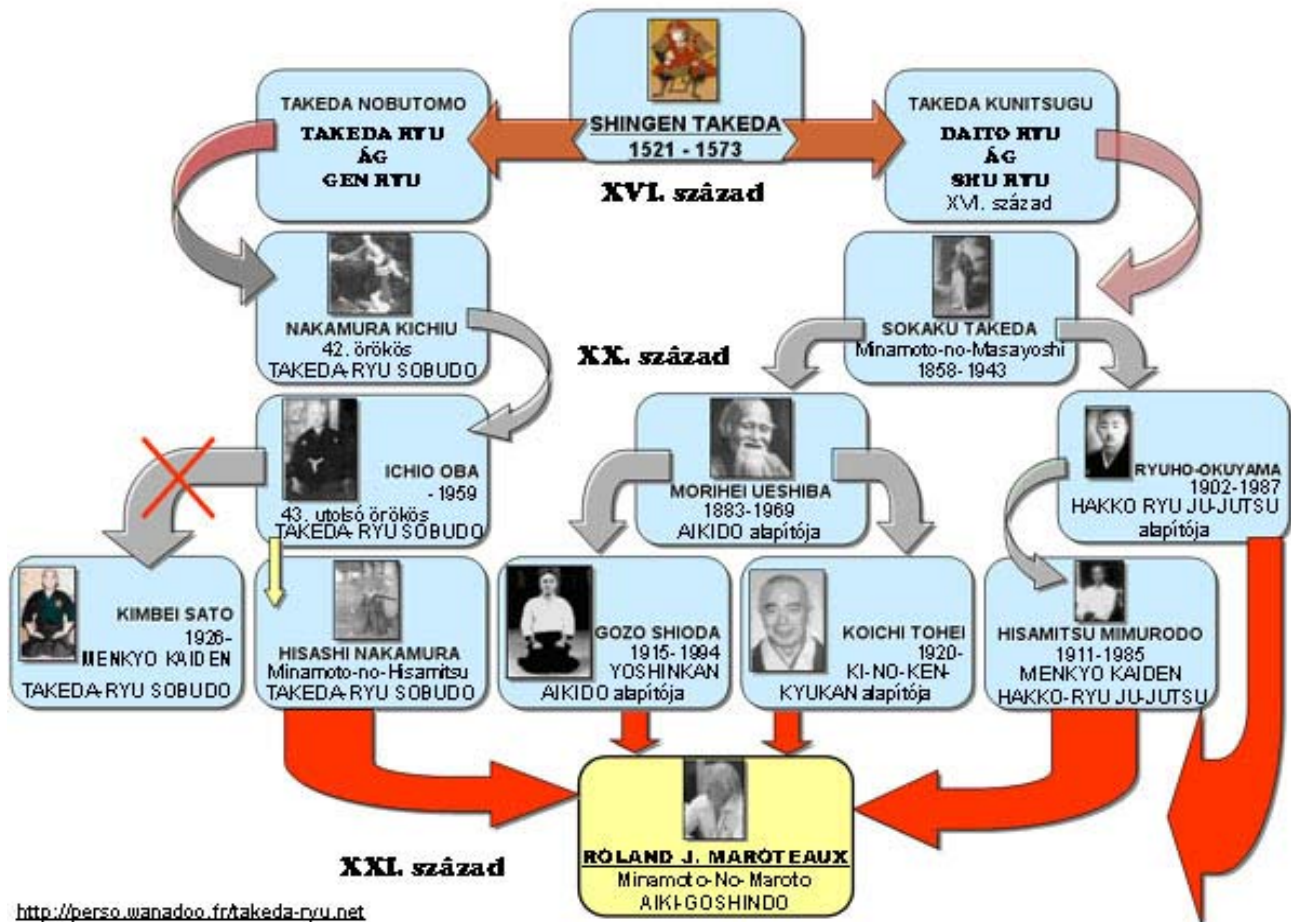 SHINGEN TAKEDA
1521 - 1573
XVI. század
TAKEDA NOBUTOMO
TAKEDA RYU
ÁG
GEN RYU
TAKEDA KUNITSUGU
DAITO RYU
ÁG
SHU RYU
XVI. század
NAKAMURA KICHIU
42. örökös
TAKEDA-RYU SOBUDO
XX. század
SOKAKU TAKEDA
Minamoto-no-Masayoshi
1858-1943
ICHIO OBA
-1959
43. utolsó örökös
TAKEDA-RYU SOBUDO
MORIHEI UESHIBA
1883-1969
AIKIDO alapítója
RYUHO-OKUYAMA
1902-1987
HAKKO RYU JU-JUTSU
alapítója
KIMBEI SATO
1926-
MENKYO KAIDEN
TAKEDA-RYU SOBUDO
HISASHI NAKAMURA
Minamoto-no-Hisamitsu
TAKEDA-RYU SOBUDO
GOZO SHIODA
1915-1994
YOSHINKAN
AIKIDO alapítója
KOICHI TOHEI
1920-
KI-NO-KEN-
KYUKAN alapítója
HISAMITSU MIMURODO
1911-1985
MENKYO KAIDEN
HAKKO-RYU JU-JUTSU
XXI. század
ROLAND J. MAROTEAUX
Minamoto-No-Maroto
AIKI-GOSHINDO
http://perso.wanadoo.fr/takeda-ryu.net